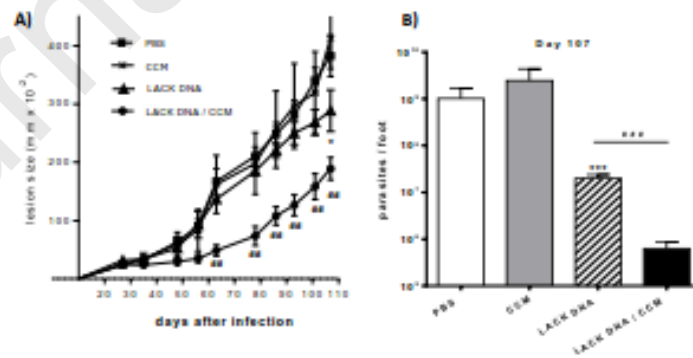 A)
400
300
200
100
lesion size (mm x 10⁻²)
PBS
CCM
LACK DNA
LACK DNA / CCM
*
## ## ## ## ## ##
10 20 30 40 50 60 70 80 90 100 110
days after infection
B)
Day 107
parasites / foot
***
###
PBS
CCM
LACK DNA
LACK DNA / CCM